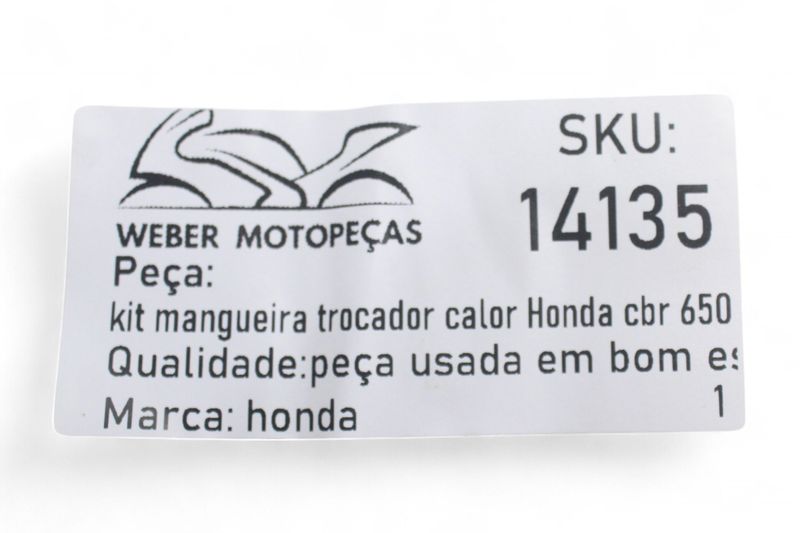 SKU:
14135
WEBER MOTOPEÇAS
Peça:
kit mangueira trocador calor Honda cbr 650
Qualidade:peça usada em bom es
Marca: honda
1